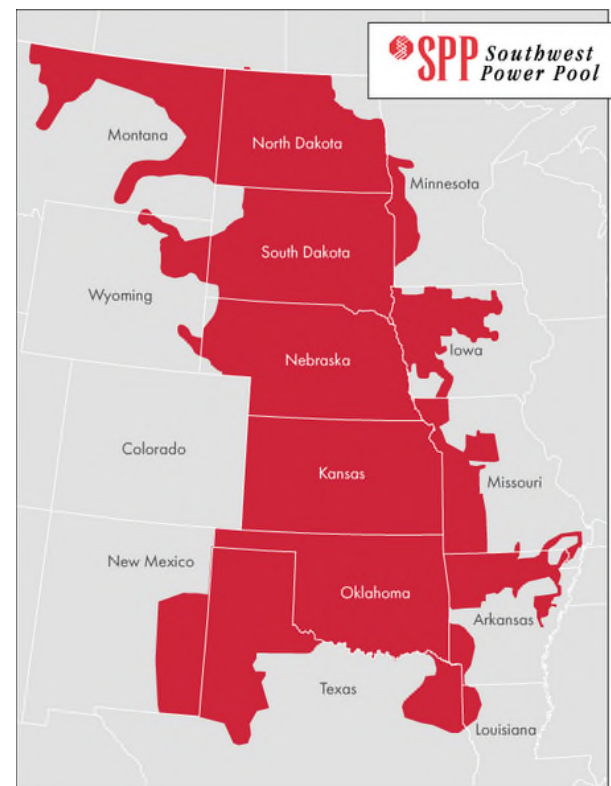 SPP Southwest
Power Pool
Montana
North Dakota
Minnesota
South Dakota
Wyoming
Iowa
Nebraska
Colorado
Kansas
Missouri
New Mexico
Oklahoma
Arkansas
Texas
Louisiana